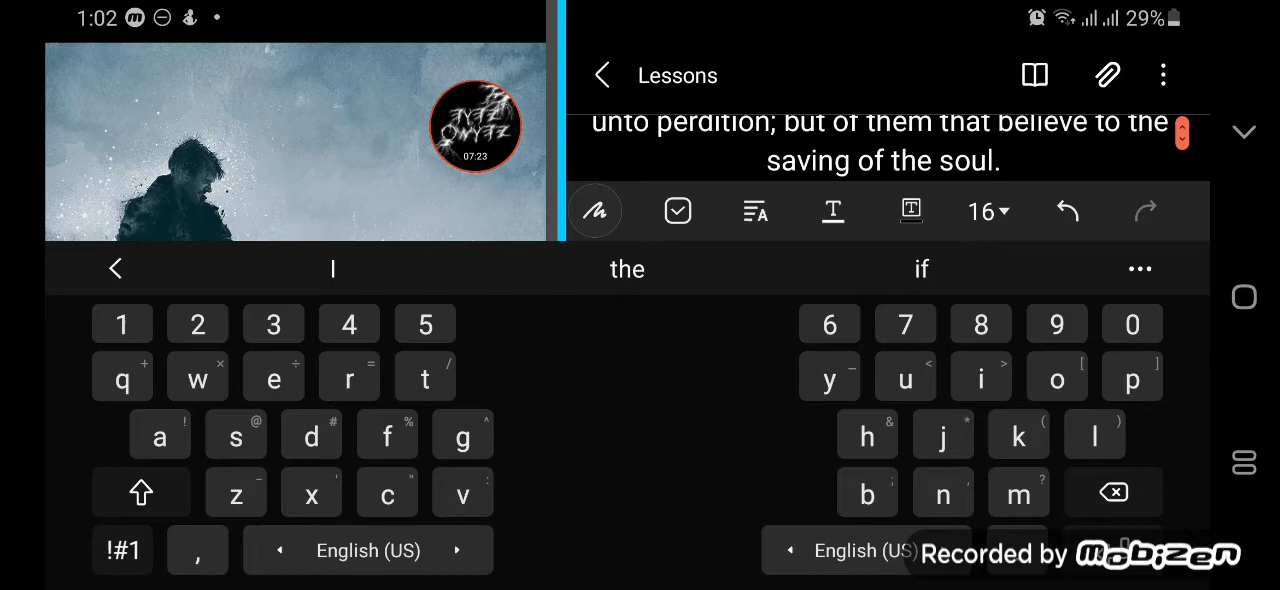 1:02
29%
07:23
Lessons
unto perdition; but of them that believe to the
saving of the soul.
16
I the if
1 2 3 4 5 6 7 8 9 0
q + w × e ÷ r = t / y _ u < i > o [ p ]
a ! s @ d # f % g ^ h & j * k ( l )
z - x ' c " v : b ; n , m ?
!#1 , English (US) English (US)
Recorded by Mobizen